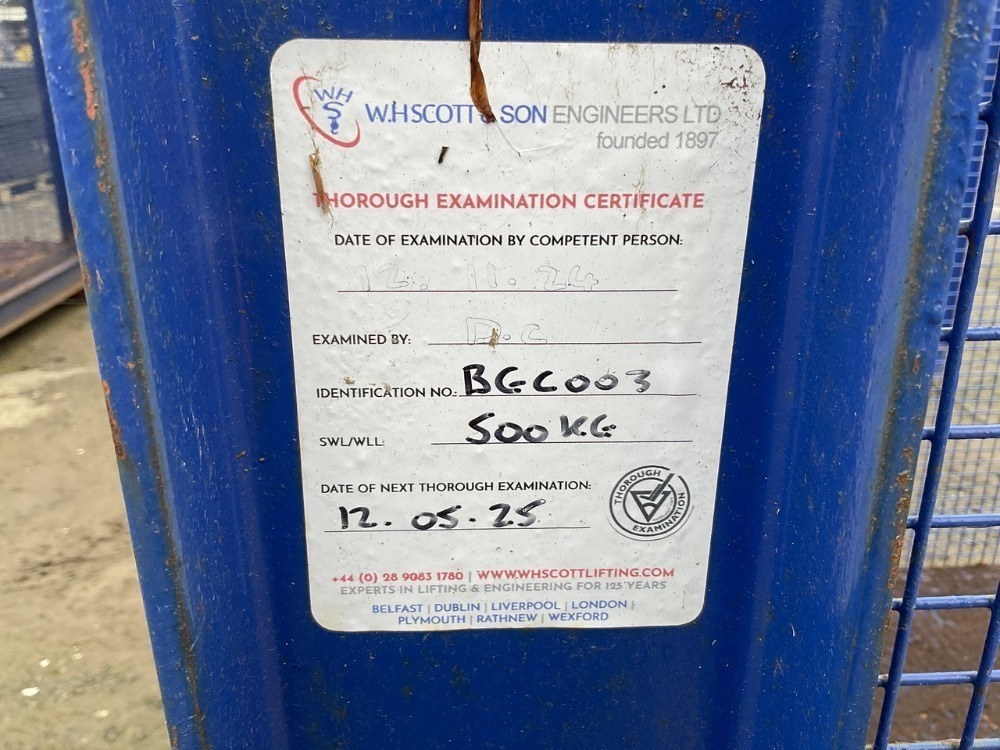 WH
S
W.H SCOTT & SON ENGINEERS LTD
founded 1897
THOROUGH EXAMINATION CERTIFICATE
DATE OF EXAMINATION BY COMPETENT PERSON:
12. 11. 24
EXAMINED BY: D.C
IDENTIFICATION NO.: BGC003
SWL/WLL: 500 KG
DATE OF NEXT THOROUGH EXAMINATION:
12. 05. 25
THOROUGH EXAMINATION
+44 (0) 28 9083 1780 | WWW.WHSCOTTLIFTING.COM
EXPERTS IN LIFTING & ENGINEERING FOR 125 YEARS
BELFAST | DUBLIN | LIVERPOOL | LONDON |
PLYMOUTH | RATHNEW | WEXFORD